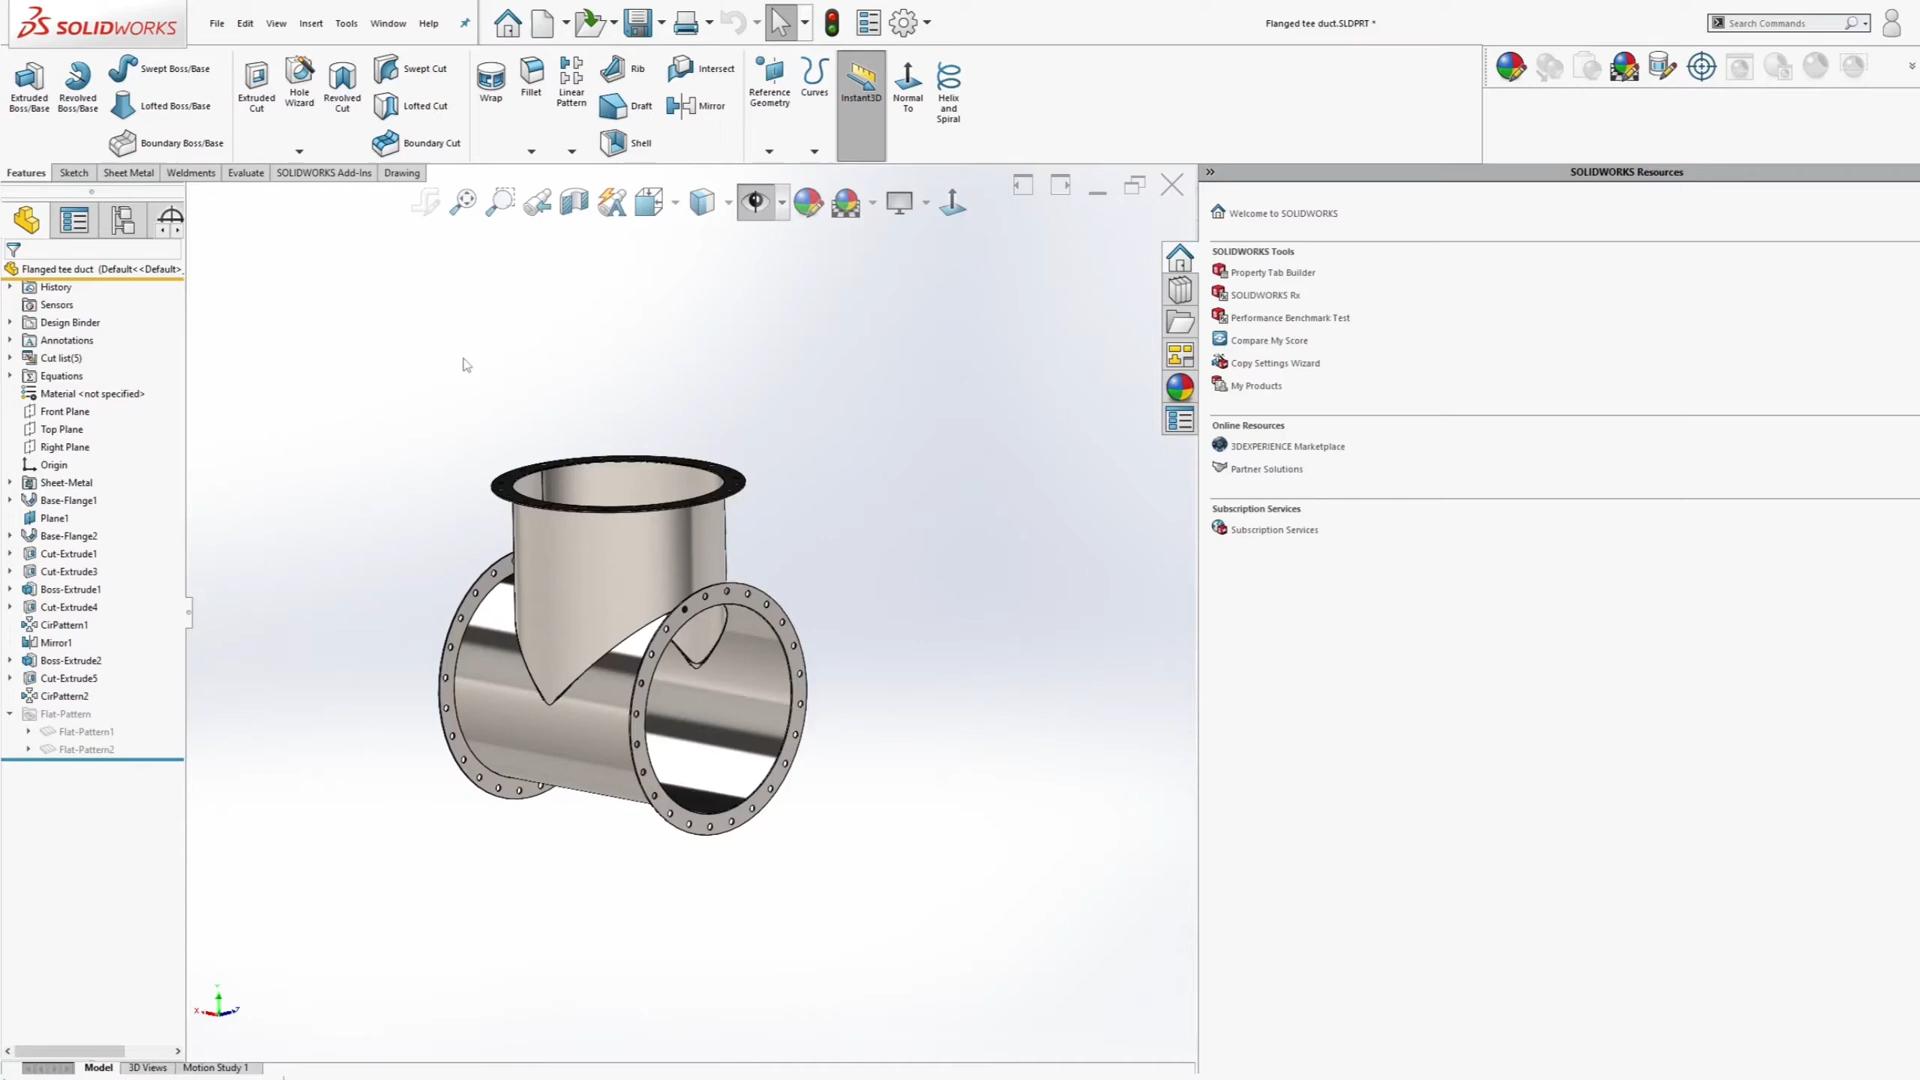 SOLIDWORKS
File Edit View Insert Tools Window Help
Flanged tee duct.SLDPRT *
Search Commands
Extruded Boss/Base
Revolved Boss/Base
Swept Boss/Base
Lofted Boss/Base
Boundary Boss/Base
Extruded Cut
Hole Wizard
Revolved Cut
Swept Cut
Lofted Cut
Boundary Cut
Wrap
Fillet
Linear Pattern
Rib
Draft
Shell
Intersect
Mirror
Reference Geometry
Curves
Instant3D
Normal To
Helix and Spiral
Features Sketch Sheet Metal Weldments Evaluate SOLIDWORKS Add-Ins Drawing
Flanged tee duct (Default<<Default>
History
Sensors
Design Binder
Annotations
Cut list(5)
Equations
Material <not specified>
Front Plane
Top Plane
Right Plane
Origin
Sheet-Metal
Base-Flange1
Plane1
Base-Flange2
Cut-Extrude1
Cut-Extrude3
Boss-Extrude1
Cut-Extrude4
CirPattern1
Mirror1
Boss-Extrude2
Cut-Extrude5
CirPattern2
Flat-Pattern
Flat-Pattern1
Flat-Pattern2
Y
X
Z
Model 3D Views Motion Study 1
SOLIDWORKS Resources
Welcome to SOLIDWORKS
SOLIDWORKS Tools
Property Tab Builder
SOLIDWORKS Rx
Performance Benchmark Test
Compare My Score
Copy Settings Wizard
My Products
Online Resources
3DEXPERIENCE Marketplace
Partner Solutions
Subscription Services
Subscription Services